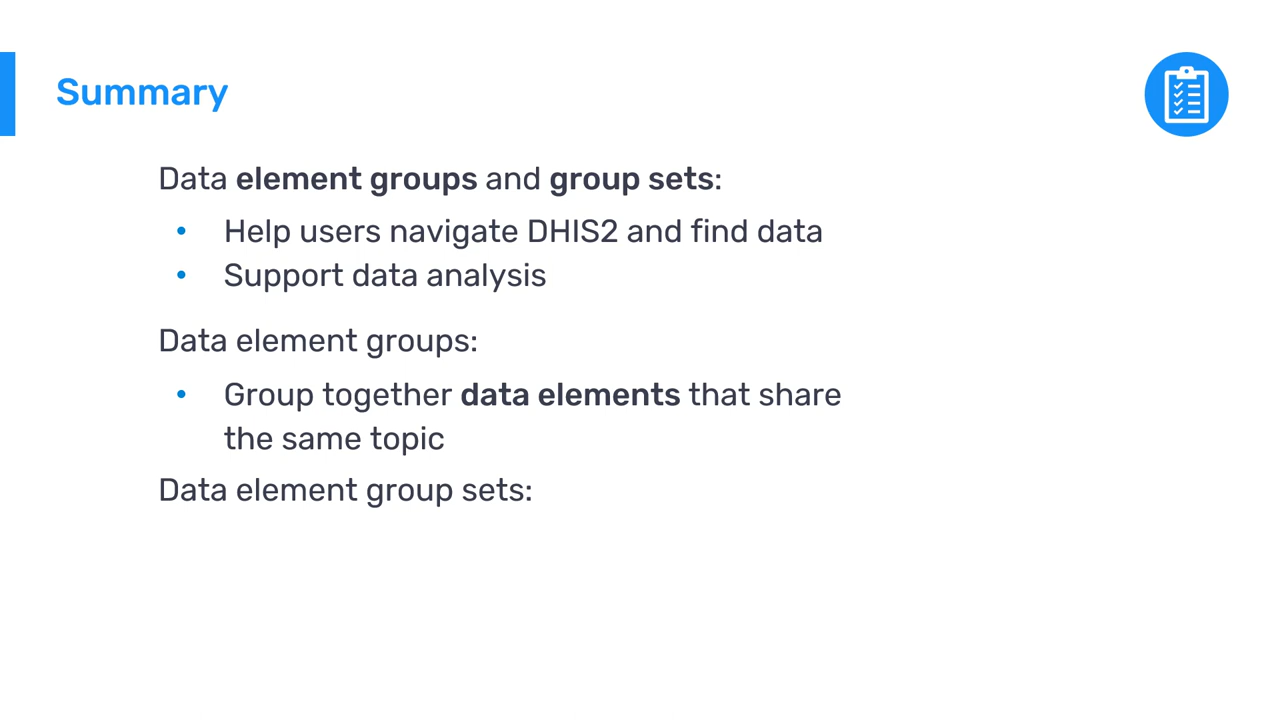 Summary
Data element groups and group sets:
• Help users navigate DHIS2 and find data
• Support data analysis
Data element groups:
• Group together data elements that share
the same topic
Data element group sets: